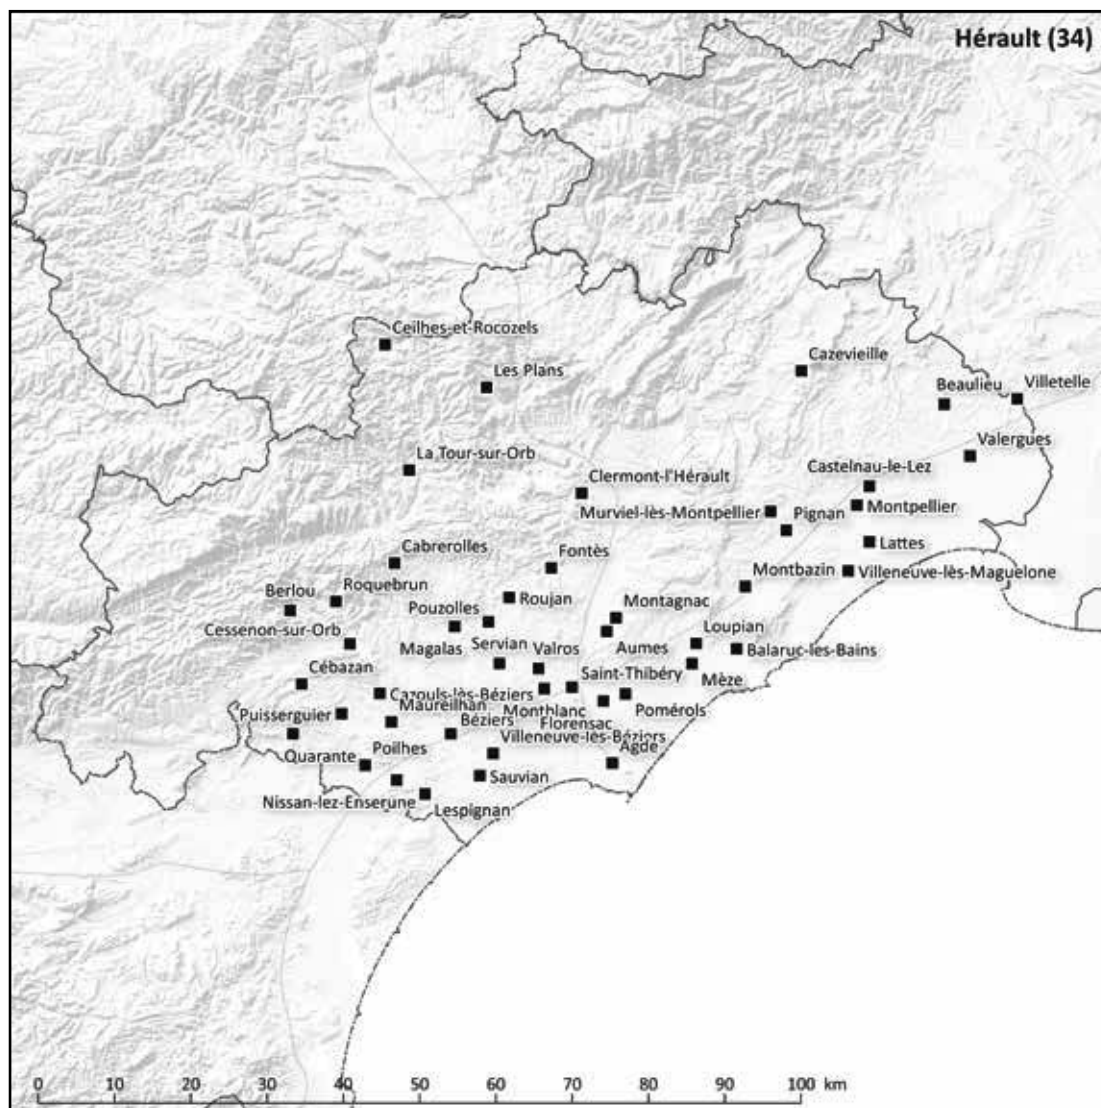 Hérault (34)
Ceilhes-et-Rocozels
Cazevieille
Les Plans
Beaulieu
Villetelle
Valergues
La Tour-sur-Orb
Castelnau-le-Lez
Clermont-l'Hérault
Murviel-lès-Montpellier
Pignan
Montpellier
Lattes
Cabrerolles
Fontès
Montbazin
Villeneuve-lès-Maguelone
Berlou
Roquebrun
Pouzolles
Roujan
Montagnac
Cessenon-sur-Orb
Magalas
Servian
Valros
Aumes
Loupian
Balaruc-les-Bains
Cébazan
Saint-Thibéry
Mèze
Cazouls-lès-Béziers
Maureilhan
Montblanc
Pomérols
Puisserguier
Béziers
Florensac
Villeneuve-lès-Béziers
Quarante
Poilhes
Agde
Sauvian
Nissan-lez-Enserune
Lespignan
0 10 20 30 40 50 60 70 80 90 100 km